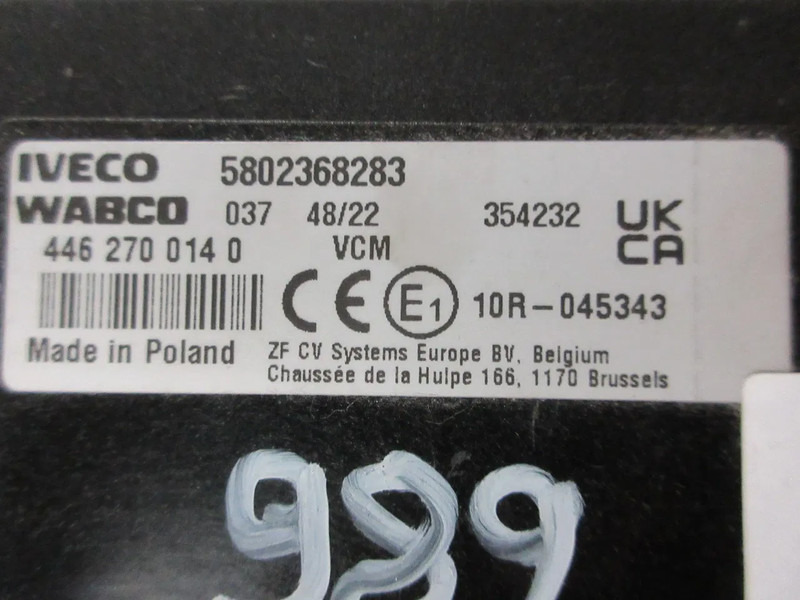 IVECO 5802368283
WABCO 037 48/22 354232 UK
446 270 014 0 VCM CA
CE E1 10R-045343
Made in Poland ZF CV Systems Europe BV, Belgium
Chaussée de la Hulpe 166, 1170 Brussels
999